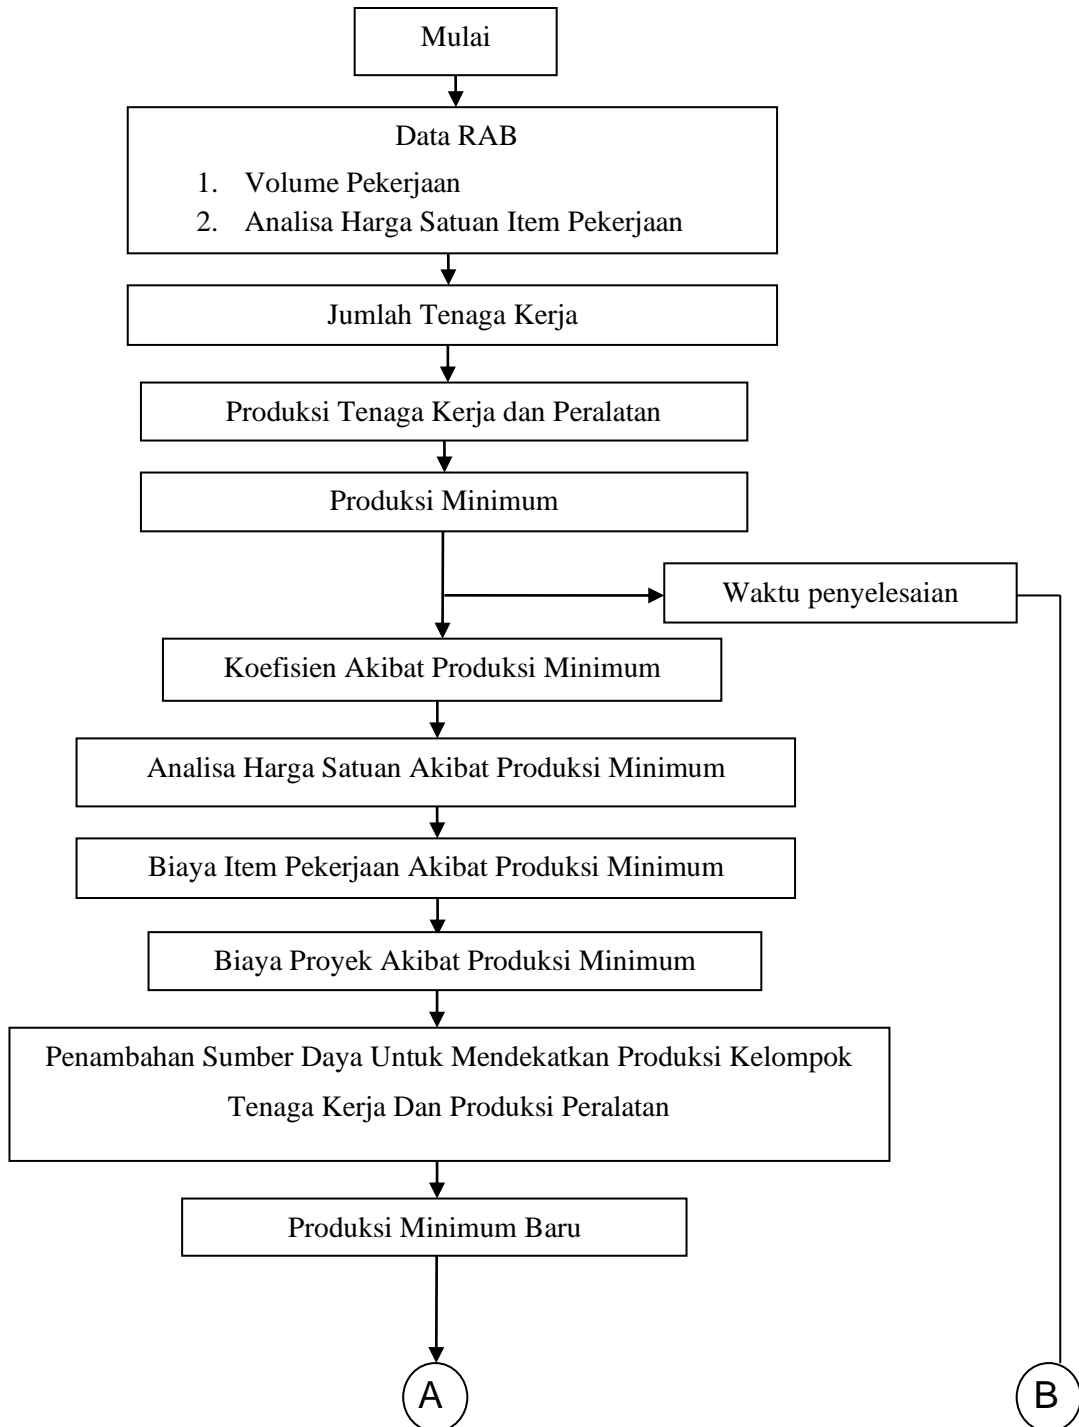 Mulai
Data RAB
1. Volume Pekerjaan
2. Analisa Harga Satuan Item Pekerjaan
Jumlah Tenaga Kerja
Produksi Tenaga Kerja dan Peralatan
Produksi Minimum
Waktu penyelesaian
Koefisien Akibat Produksi Minimum
Analisa Harga Satuan Akibat Produksi Minimum
Biaya Item Pekerjaan Akibat Produksi Minimum
Biaya Proyek Akibat Produksi Minimum
Penambahan Sumber Daya Untuk Mendekatkan Produksi Kelompok
Tenaga Kerja Dan Produksi Peralatan
Produksi Minimum Baru
A
B